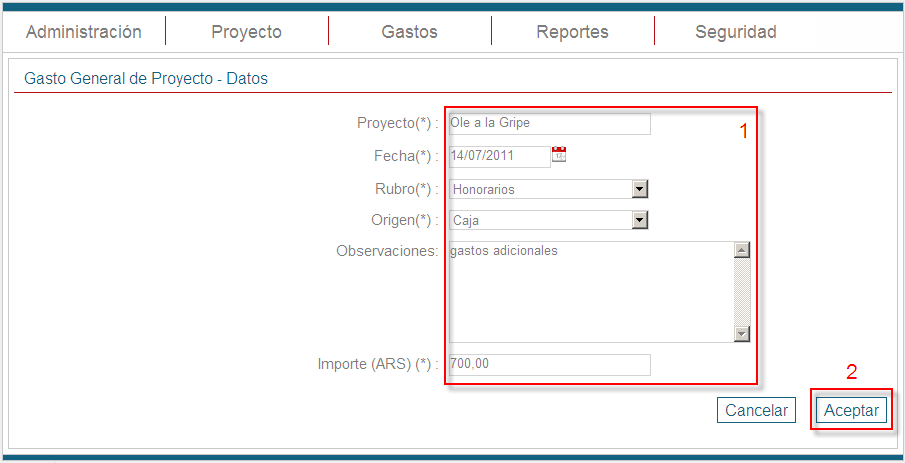 Administración Proyecto Gastos Reportes Seguridad
Gasto General de Proyecto - Datos
Proyecto(*) : Ole a la Gripe 1
Fecha(*) : 14/07/2011
Rubro(*) : Honorarios
Origen(*) : Caja
Observaciones: gastos adicionales
Importe (ARS) (*) : 700,00
2
Cancelar Aceptar